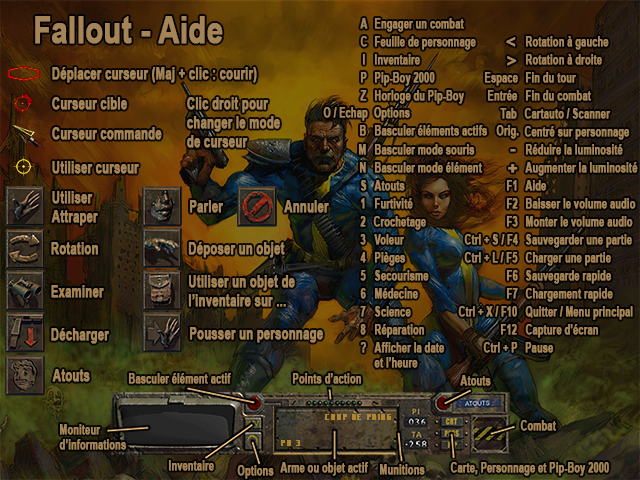 Fallout - Aide
Déplacer curseur (Maj + clic : courir)
Curseur cible
Curseur commande
Utiliser curseur
Clic droit pour
changer le mode
de curseur
Utiliser
Attraper
Rotation
Examiner
Décharger
Atouts
Parler
Annuler
Déposer un objet
Utiliser un objet de
l'inventaire sur ...
Pousser un personnage
A Engager un combat
C Feuille de personnage
I Inventaire
P Pip-Boy 2000
Z Horloge du Pip-Boy
O / Echap Options
B Basculer éléments actifs
M Basculer mode souris
N Basculer mode élément
S Atouts
1 Furtivité
2 Crochetage
3 Voleur
4 Pièges
5 Secourisme
6 Médecine
7 Science
8 Réparation
? Afficher la date
et l'heure
< Rotation à gauche
> Rotation à droite
Espace Fin du tour
Entrée Fin du combat
Tab Cartauto / Scanner
Orig. Centré sur personnage
- Réduire la luminosité
+ Augmenter la luminosité
F1 Aide
F2 Baisser le volume audio
F3 Monter le volume audio
Ctrl + S / F4 Sauvegarder une partie
Ctrl + L / F5 Charger une partie
F6 Sauvegarde rapide
F7 Chargement rapide
Ctrl + X / F10 Quitter / Menu principal
F12 Capture d'écran
Ctrl + P Pause
Basculer élément actif
Points d'action
Atouts
ATOUTS
COUP DE POING
PI
036
TA
-258
CRT
Combat
Moniteur
d'informations
Inventaire
Options
Arme ou objet actif
Munitions
Carte, Personnage et Pip-Boy 2000